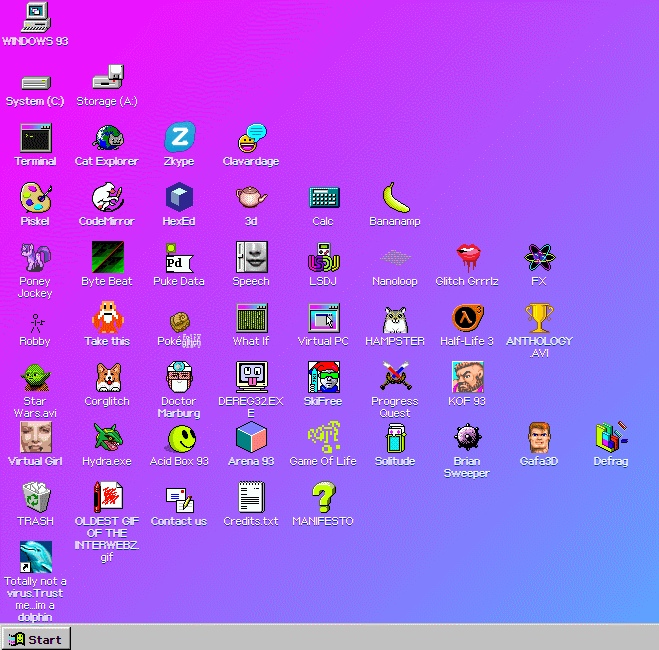 WINDOWS 93
System (C:)
Storage (A:)
Terminal
Cat Explorer
Zkype
Clavardage
Piskel
CodeMirror
HexEd
3d
Calc
Bananamp
Poney
Jockey
Byte Beat
Pd
Puke Data
Speech
LSDJ
Nanoloop
Glitch Grrrlz
FX
Robby
Take this
What If
Virtual PC
HAMPSTER
Half-Life 3
ANTHOLOGY
.AVI
Star
Wars.avi
Corglitch
Doctor
Marburg
DEREG32.EX
E
SkiFree
Progress
Quest
KOF 93
Virtual Girl
Hydra.exe
Acid Box 93
Arena 93
Game Of Life
Solitude
Brian
Sweeper
Gafa3D
Defrag
TRASH
OLDEST GIF
OF THE
INTERWEBZ.
gif
Contact us
Credits.txt
MANIFESTO
Totally not a
virus.Trust
me...im a
dolphin
Start